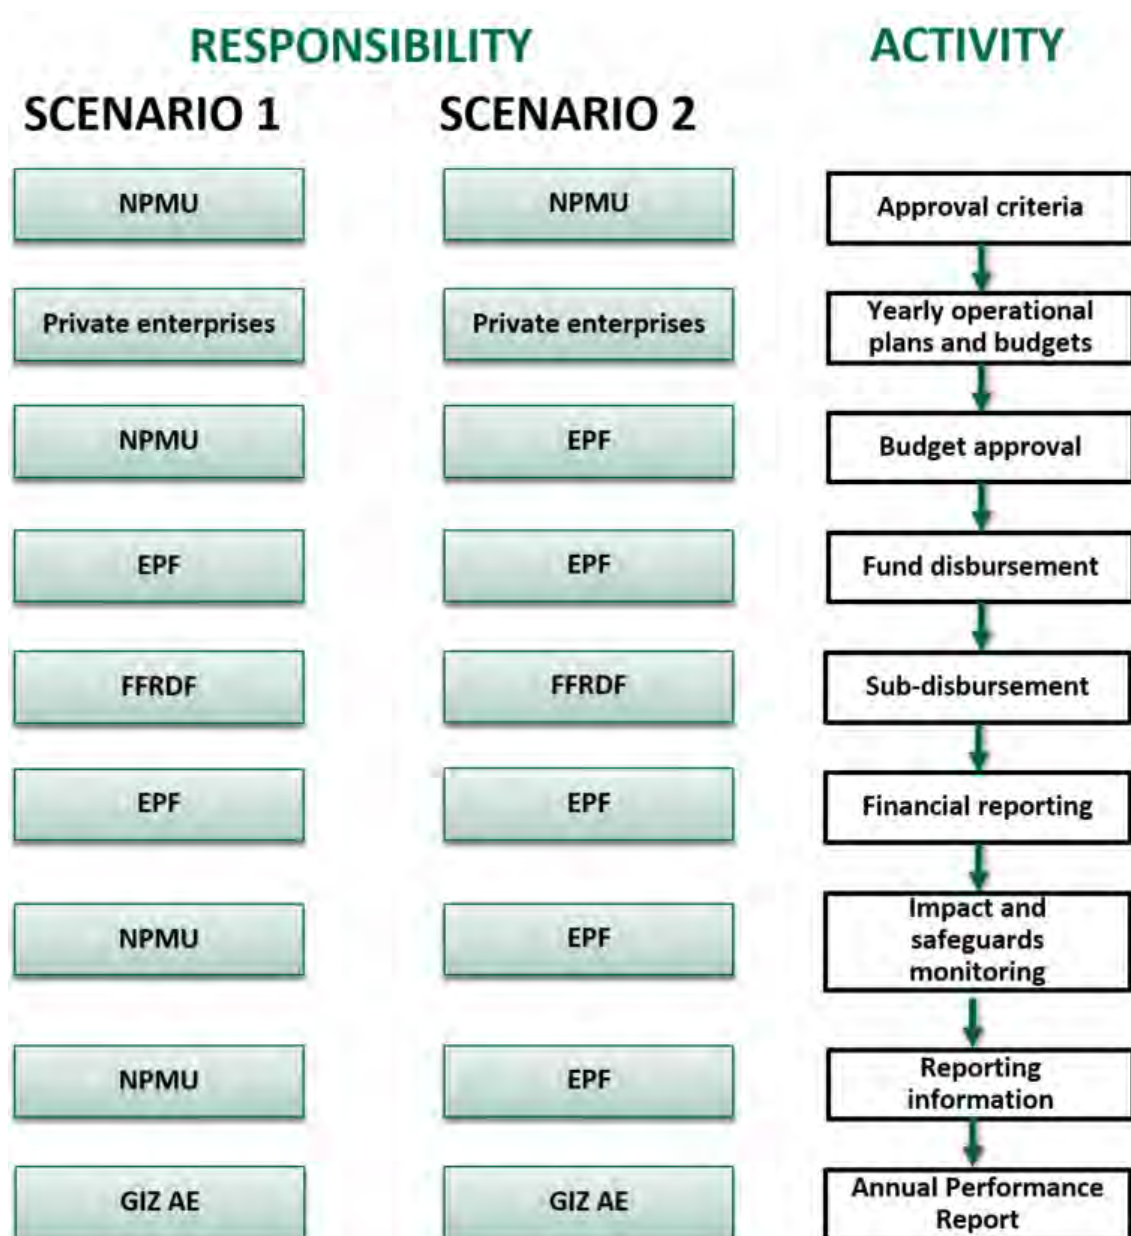 RESPONSIBILITY ACTIVITY
SCENARIO 1 SCENARIO 2
NPMU NPMU Approval criteria
Private enterprises Private enterprises Yearly operational
plans and budgets
NPMU EPF Budget approval
EPF EPF Fund disbursement
FFRDF FFRDF Sub-disbursement
EPF EPF Financial reporting
NPMU EPF Impact and
safeguards
monitoring
NPMU EPF Reporting
information
GIZ AE GIZ AE Annual Performance
Report